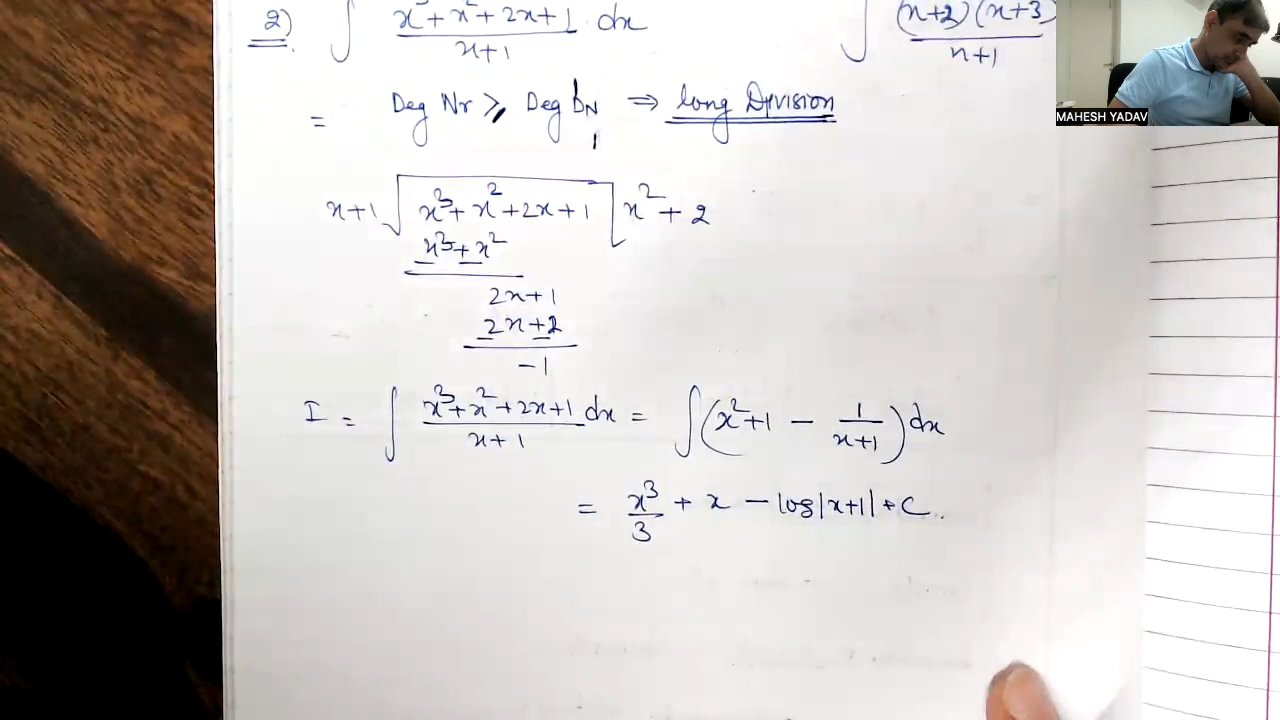 2) ∫ x³+x²+2x+1 / x+1 dx ∫ (x+2)(x+3) / x+1
MAHESH YADAV
= Deg Nr ≥ Deg DN ⇒ long Division
1
x+1 √ x³+x²+2x+1 | x²+2
x³+x²
2x+1
2x+2
-1
I = ∫ x³+x²+2x+1 / x+1 dx = ∫ (x²+1 - 1/x+1) dx
= x³/3 + x - log|x+1| + C..